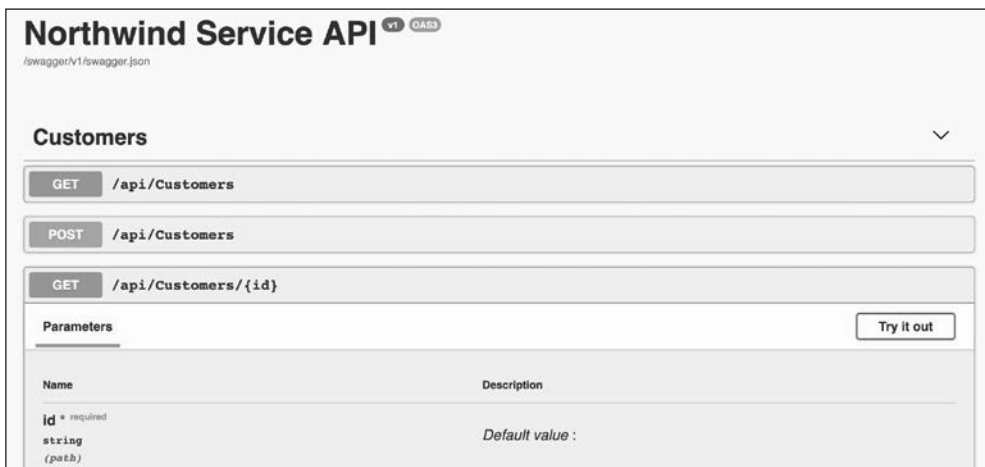 Northwind Service API v1 OAS3
/swagger/v1/swagger.json
Customers
GET /api/Customers
POST /api/Customers
GET /api/Customers/{id}
Parameters Try it out
Name Description
id * required
string Default value :
(path)